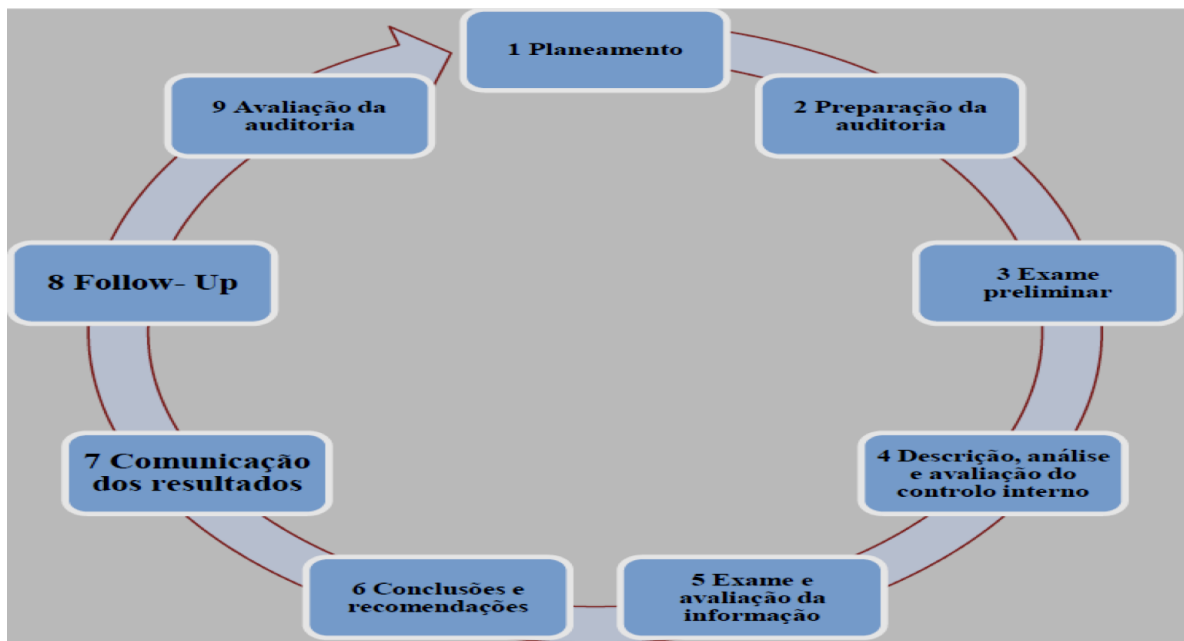 1 Planeamento
2 Preparação da
auditoria
3 Exame
preliminar
4 Descrição, análise
e avaliação do
controlo interno
5 Exame e
avaliação da
informação
6 Conclusões e
recomendações
7 Comunicação
dos resultados
8 Follow- Up
9 Avaliação da
auditoria